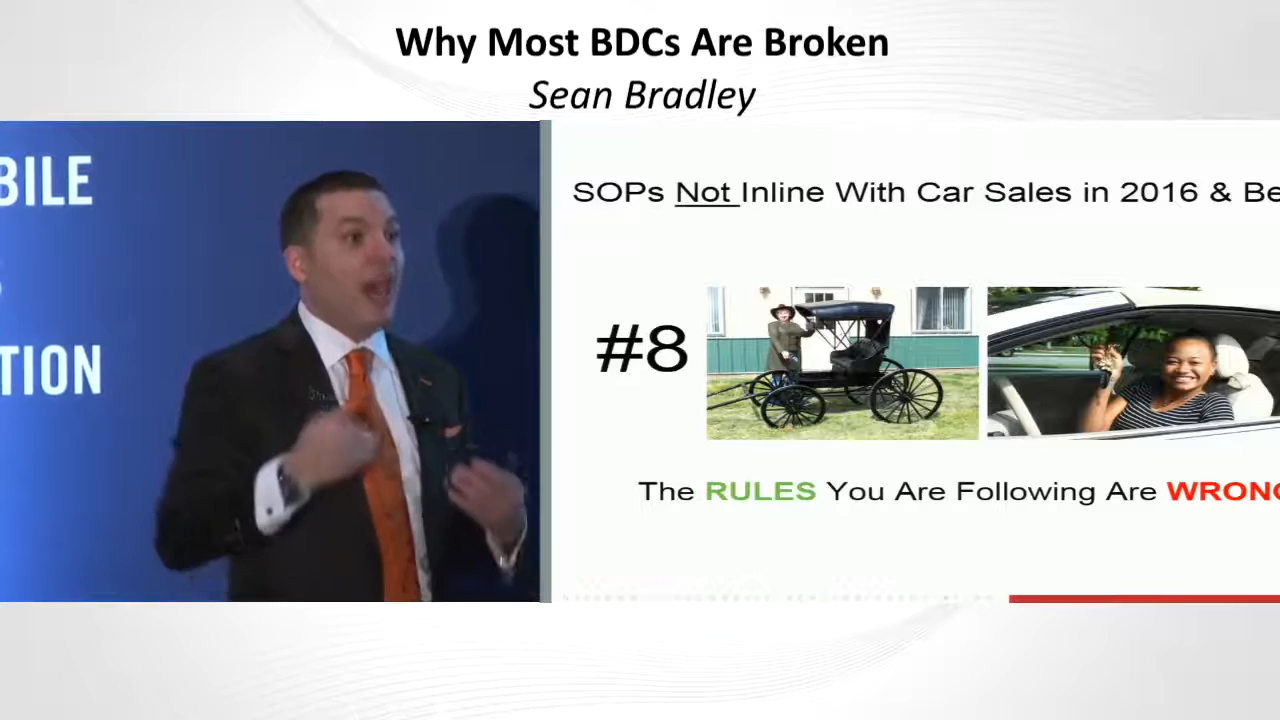 Why Most BDCs Are Broken
Sean Bradley
BILE
TION
SOPs Not Inline With Car Sales in 2016 & Be
#8
The RULES You Are Following Are WRONG